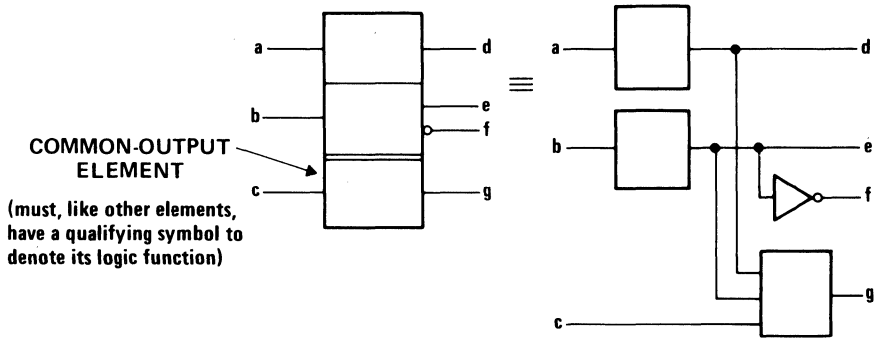 a
b
c
d
e
f
g
≡
COMMON-OUTPUT
ELEMENT
(must, like other elements,
have a qualifying symbol to
denote its logic function)
a
b
c
d
e
f
g